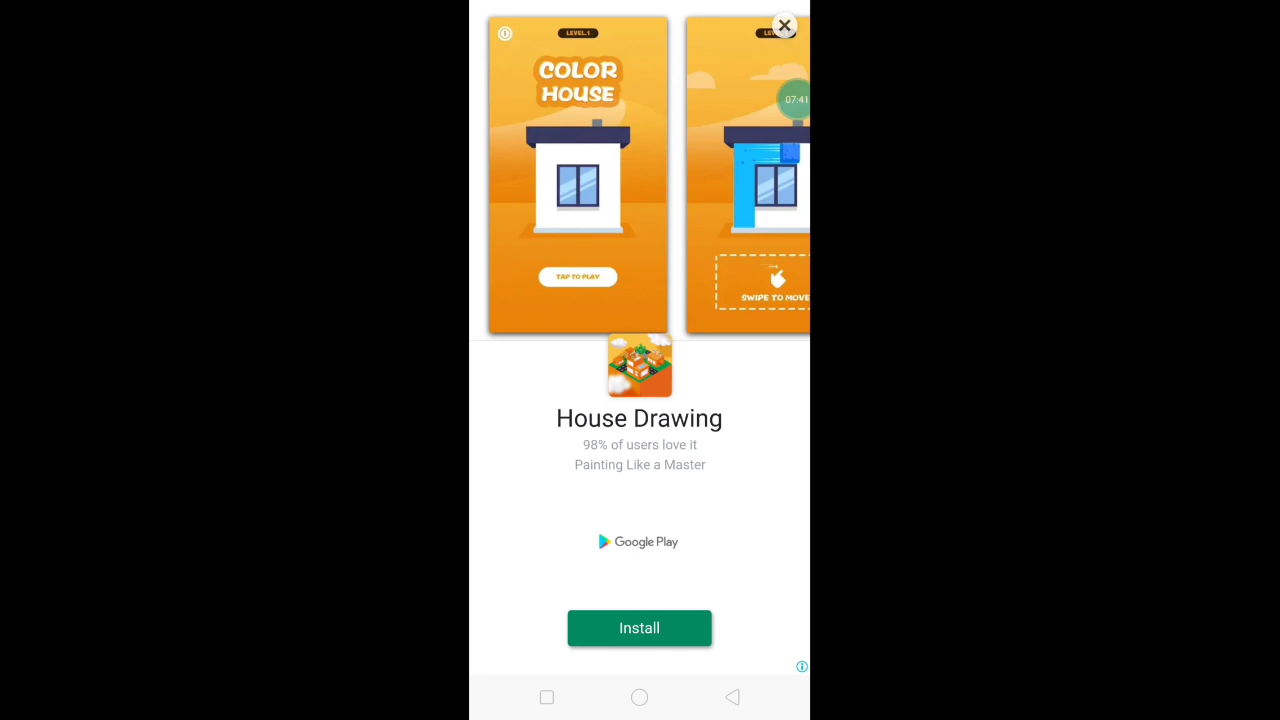 LEVEL.1
COLOR
HOUSE
TAP TO PLAY
07:41
SWIPE TO MOVE
House Drawing
98% of users love it
Painting Like a Master
Google Play
Install